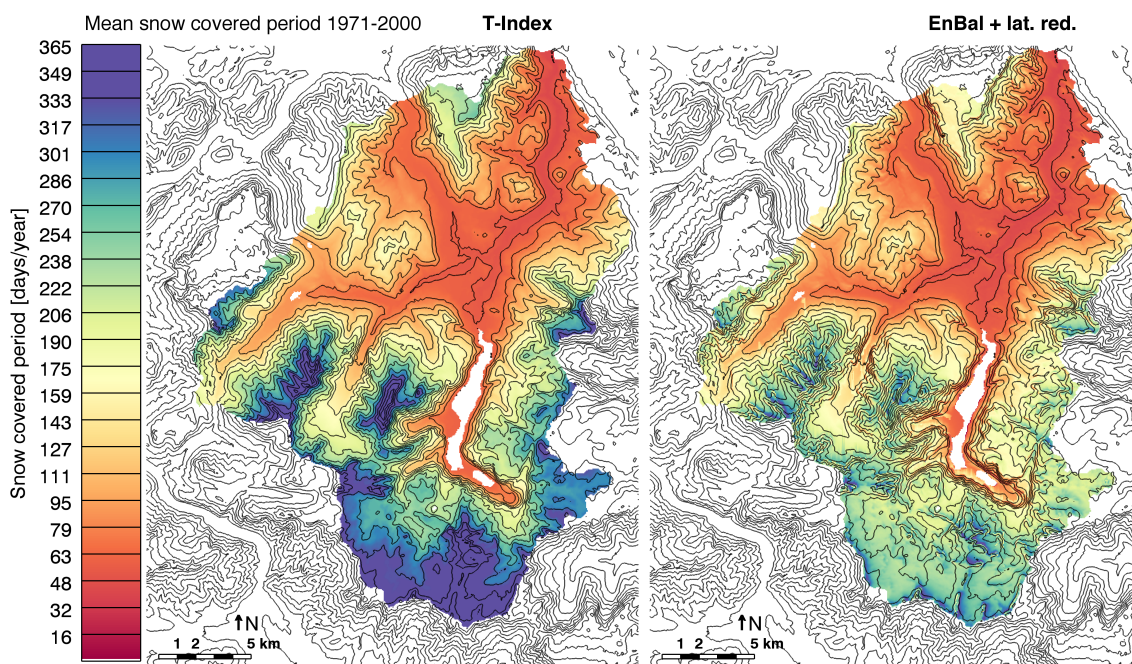 Mean snow covered period 1971-2000
T-Index
EnBal + lat. red.
Snow covered period [days/year]
365
349
333
317
301
286
270
254
238
222
206
190
175
159
143
127
111
95
79
63
48
32
16
N
1 2 5 km
N
1 2 5 km